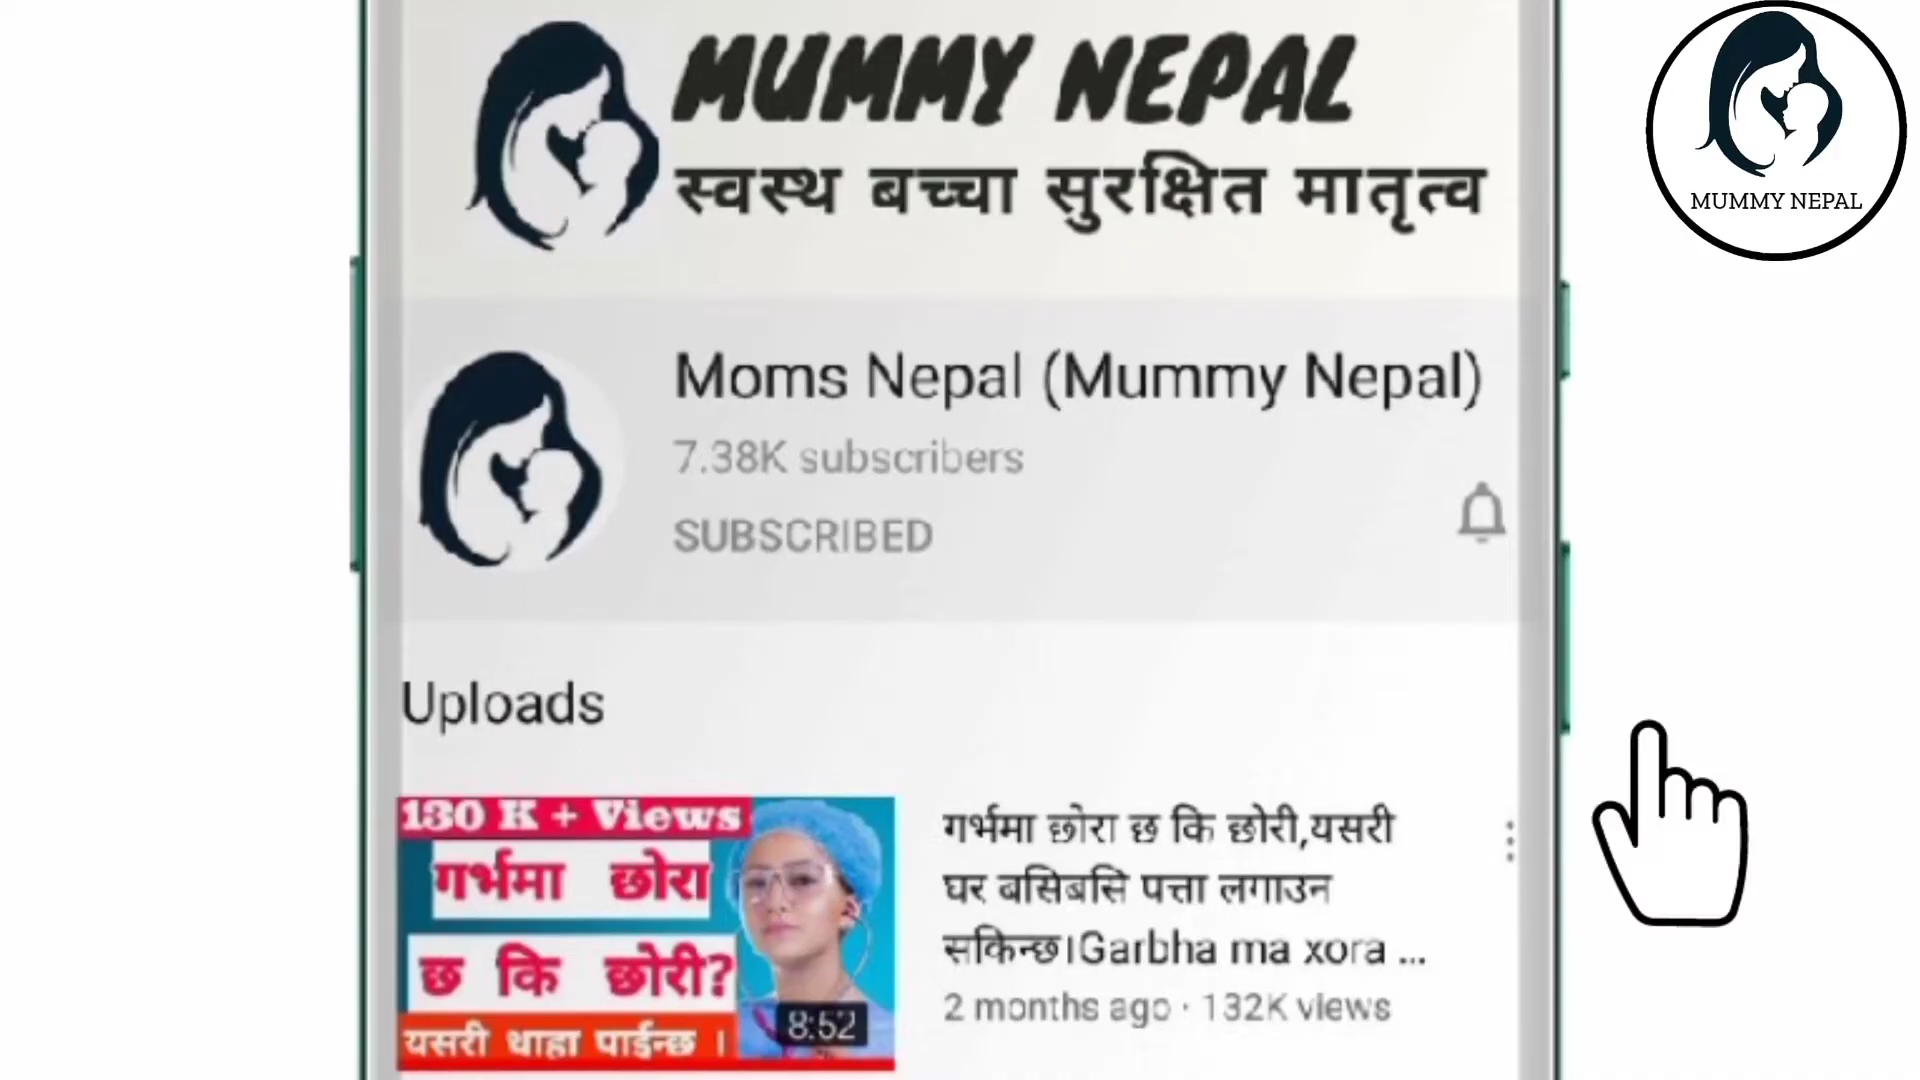 MUMMY NEPAL
स्वस्थ बच्चा सुरक्षित मातृत्व
MUMMY NEPAL
Moms Nepal (Mummy Nepal)
7.38K subscribers
SUBSCRIBED
Uploads
130 K + Views
गर्भमा छोरा
छ कि छोरी?
यसरी थाहा पाईन्छ ।
8:52
गर्भमा छोरा छ कि छोरी,यसरी
घर बसिबसि पत्ता लगाउन
सकिन्छ।Garbha ma xora ...
2 months ago · 132K views